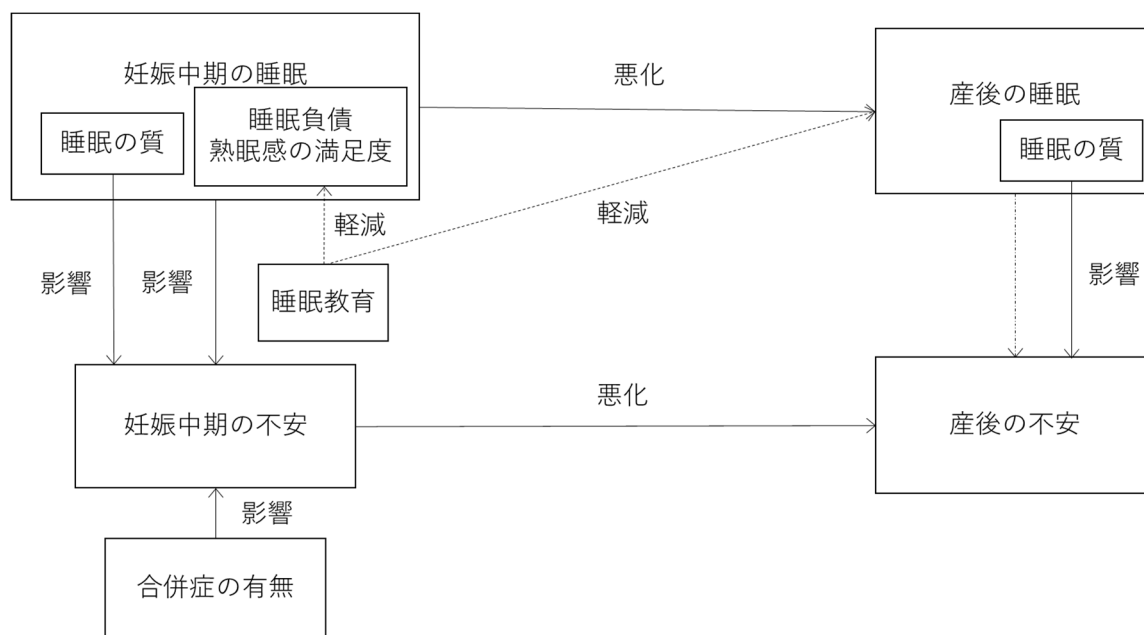 妊娠中期の睡眠
睡眠の質
睡眠負債
熟眠感の満足度
悪化
産後の睡眠
睡眠の質
軽減
軽減
睡眠教育
影響
影響
影響
妊娠中期の不安
悪化
産後の不安
影響
合併症の有無